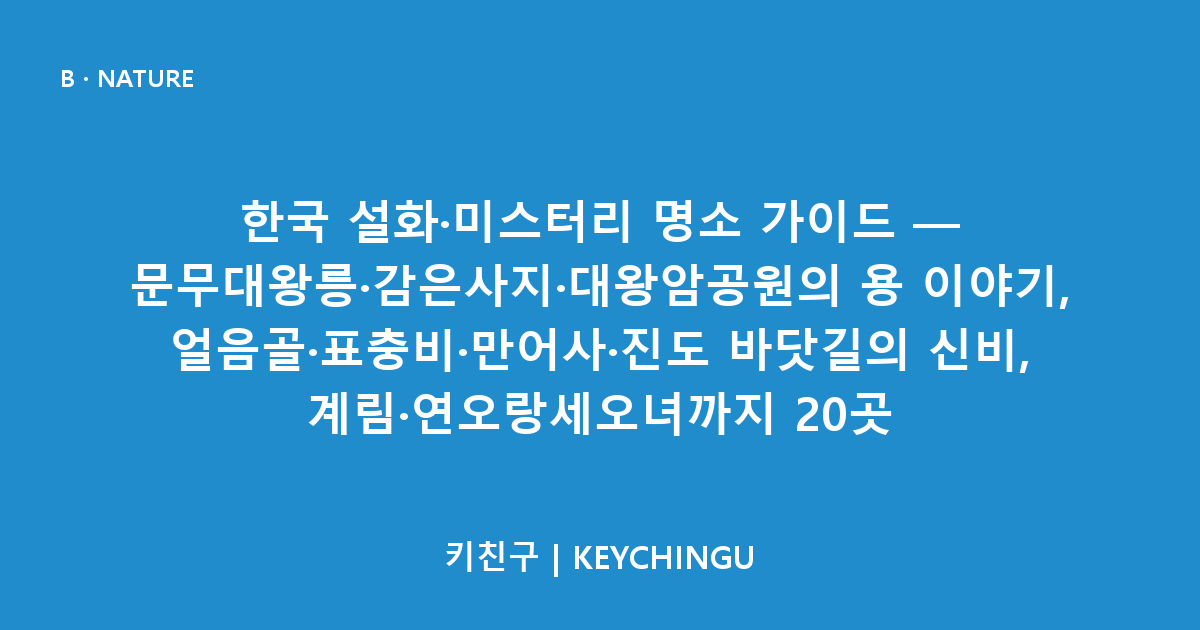 B · NATURE
한국 설화·미스터리 명소 가이드 —
문무대왕릉·감은사지·대왕암공원의 용 이야기,
얼음골·표충비·만어사·진도 바닷길의 신비,
계림·연오랑세오녀까지 20곳
키친구 | KEYCHINGU